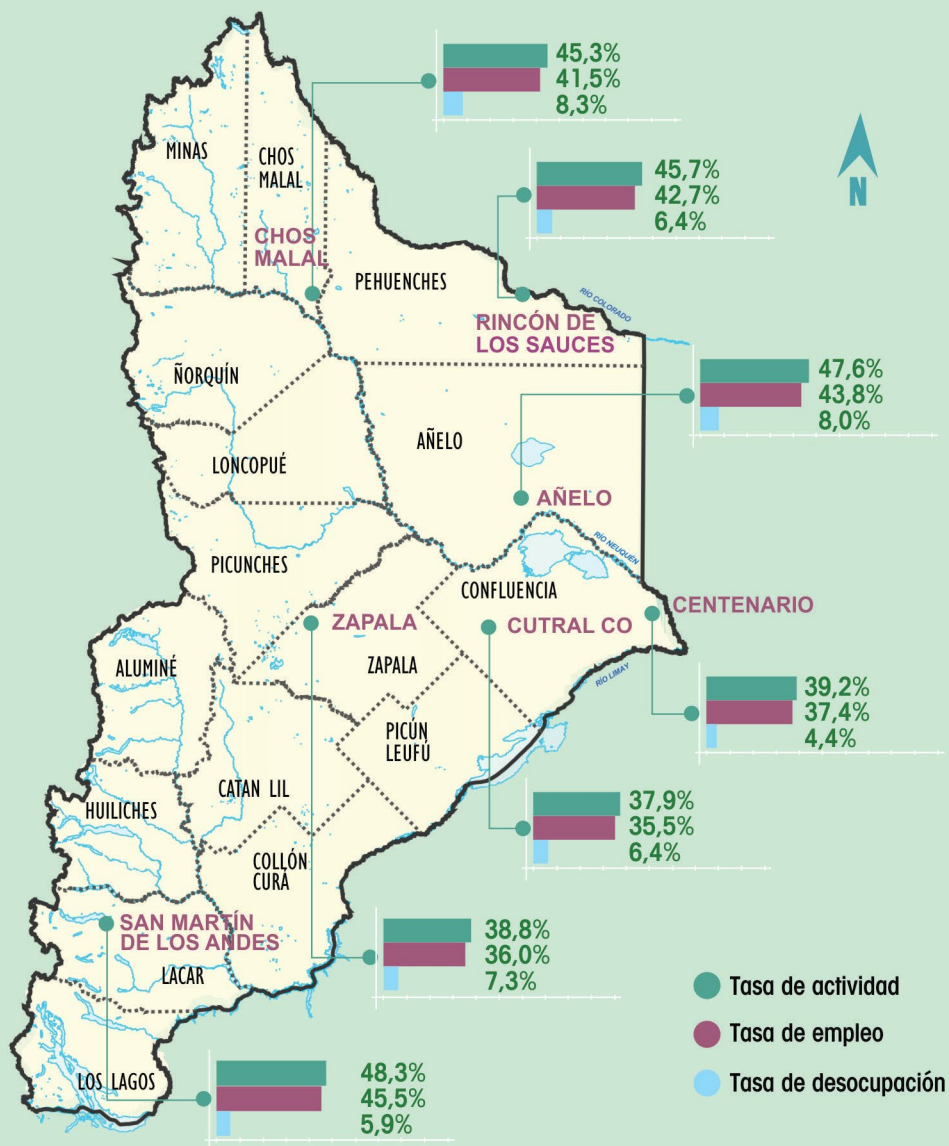 45,3%
41,5%
8,3%
MINAS
CHOS
MALAL
N
45,7%
42,7%
6,4%
CHOS
MALAL
PEHUENCHES
RÍO COLORADO
RINCÓN DE
LOS SAUCES
ÑORQUÍN
47,6%
43,8%
8,0%
LONCOPUÉ
AÑELO
AÑELO
RÍO NEUQUÉN
PICUNCHES
CONFLUENCIA
CENTENARIO
ZAPALA
CUTRAL CO
ALUMINÉ
ZAPALA
RÍO LIMAY
39,2%
37,4%
4,4%
PICÚN
LEUFÚ
CATAN LIL
HUILICHES
37,9%
35,5%
6,4%
COLLÓN
CURÁ
SAN MARTÍN
DE LOS ANDES
LACAR
38,8%
36,0%
7,3%
Tasa de actividad
Tasa de empleo
Tasa de desocupación
LOS LAGOS
48,3%
45,5%
5,9%